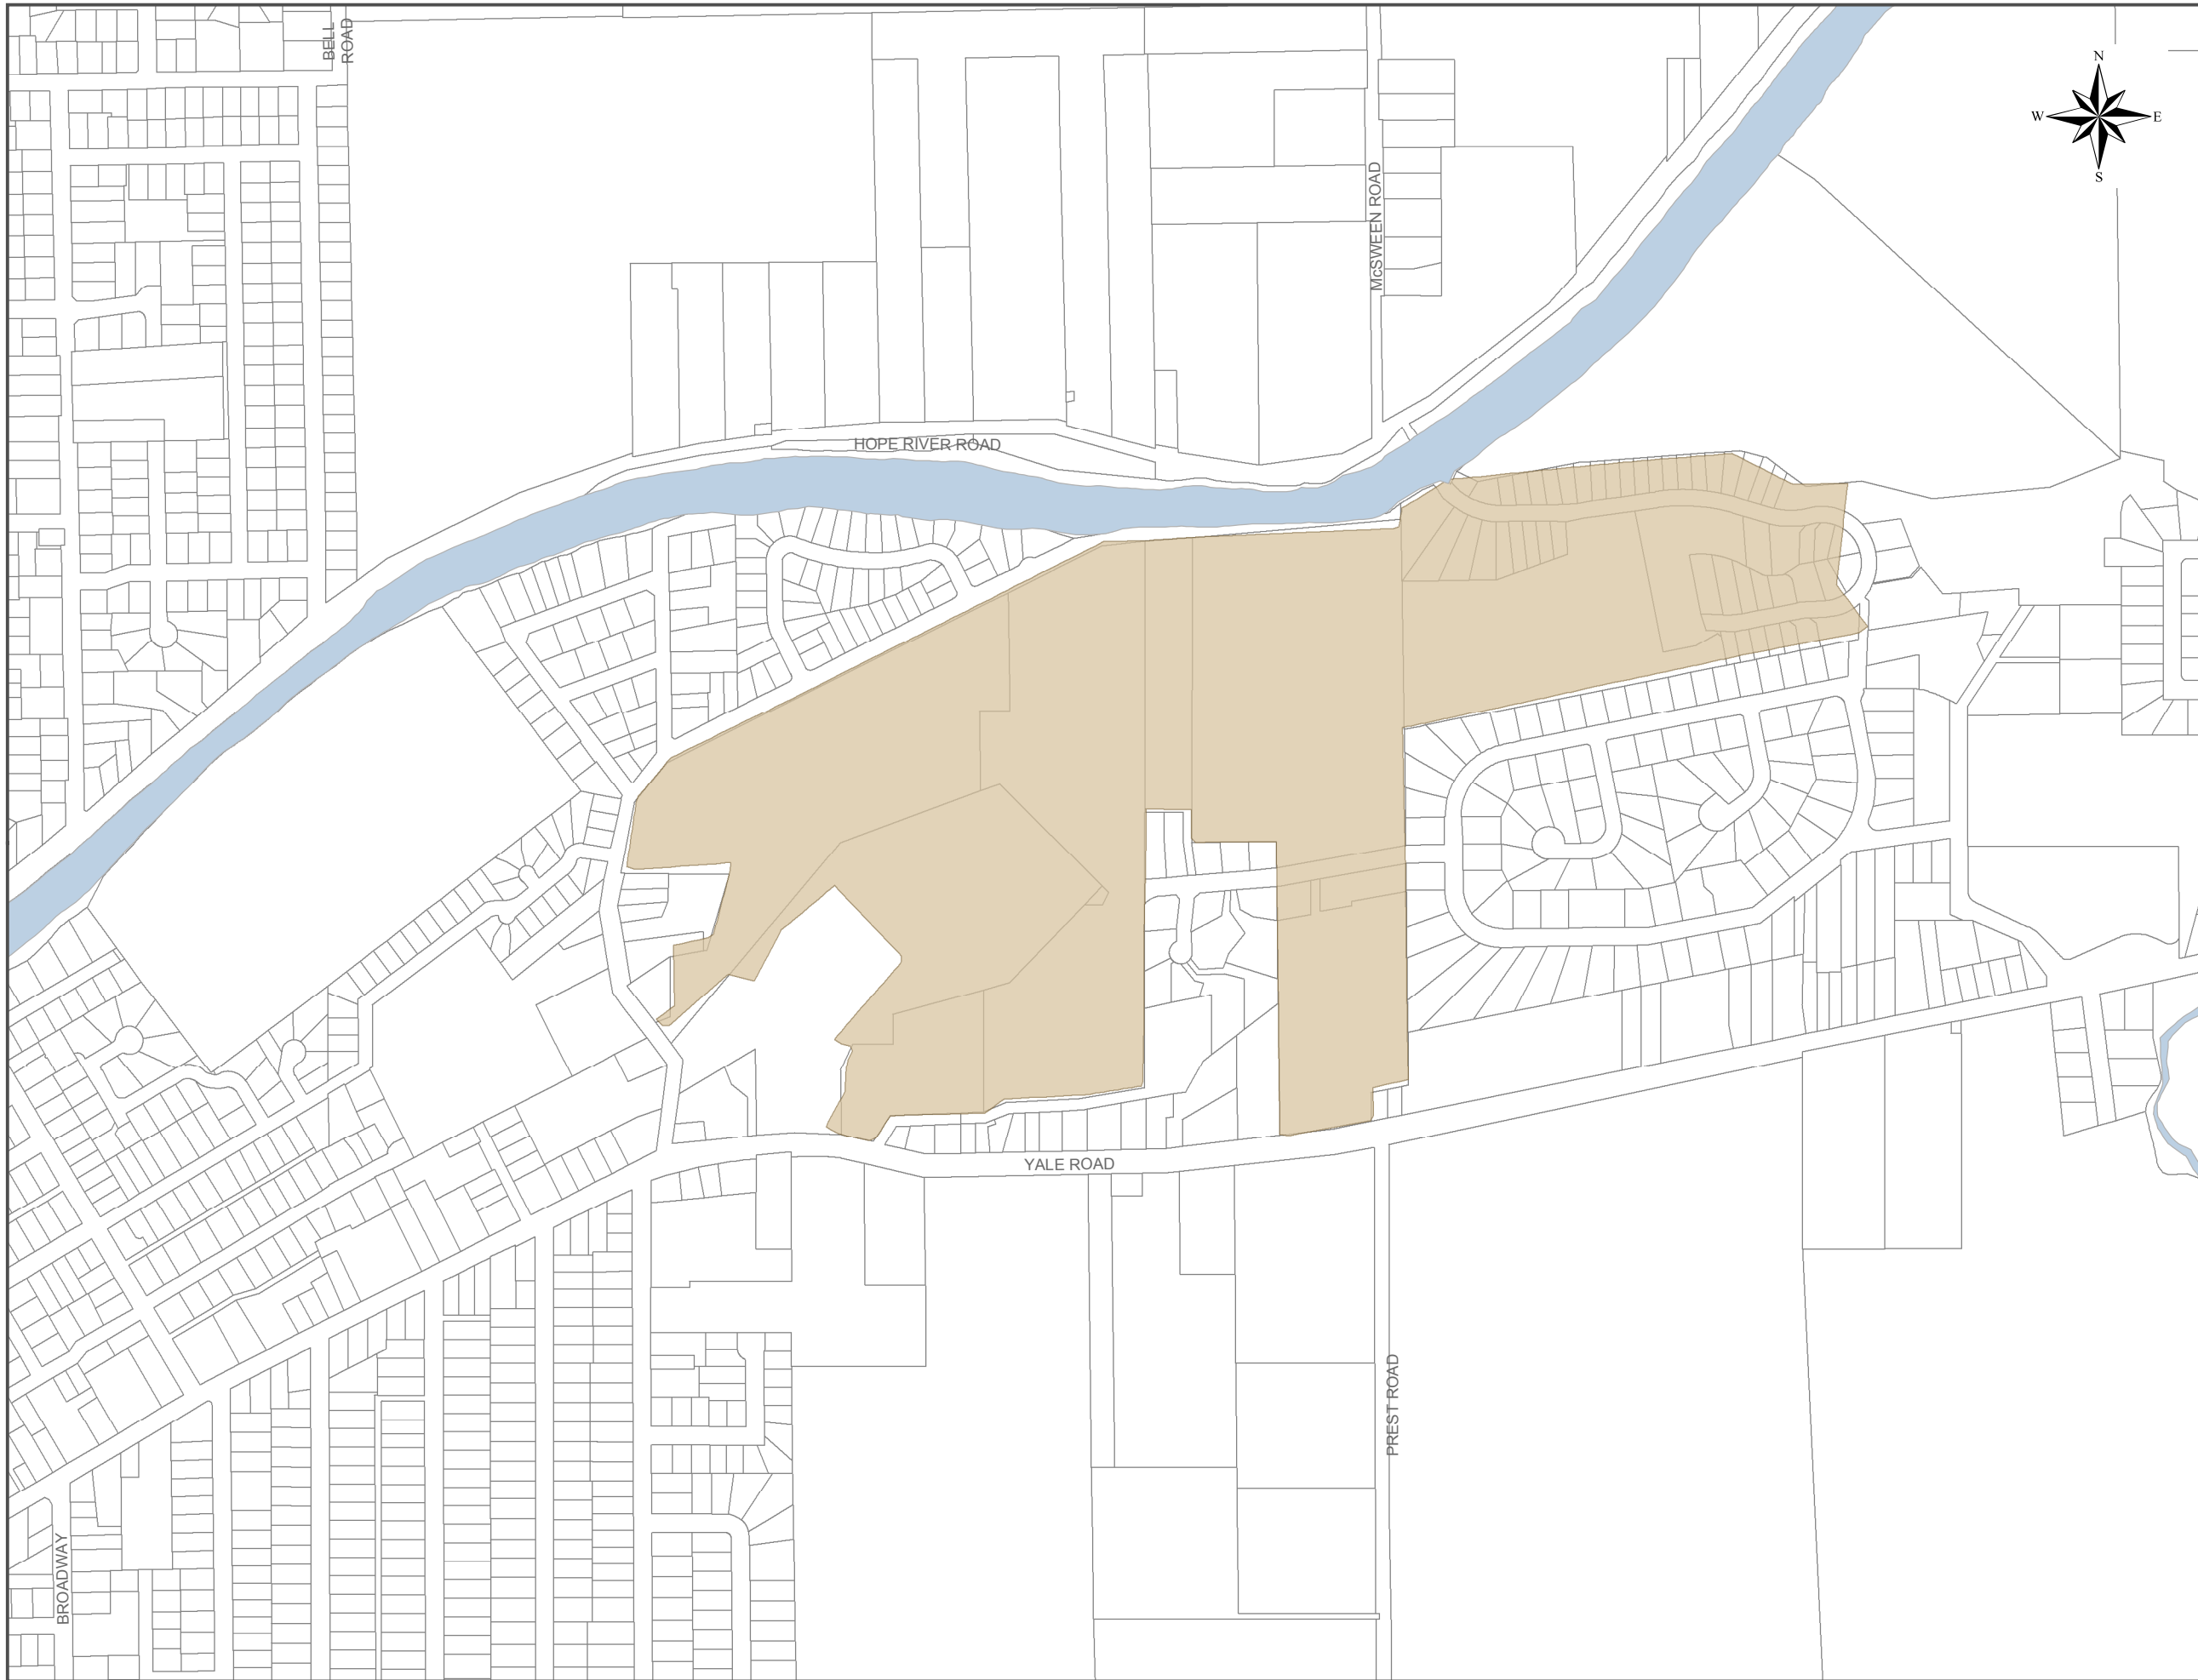 BELL
ROAD
N
W
E
S
McSWEEN ROAD
HOPE RIVER ROAD
YALE ROAD
PREST ROAD
BROADWAY